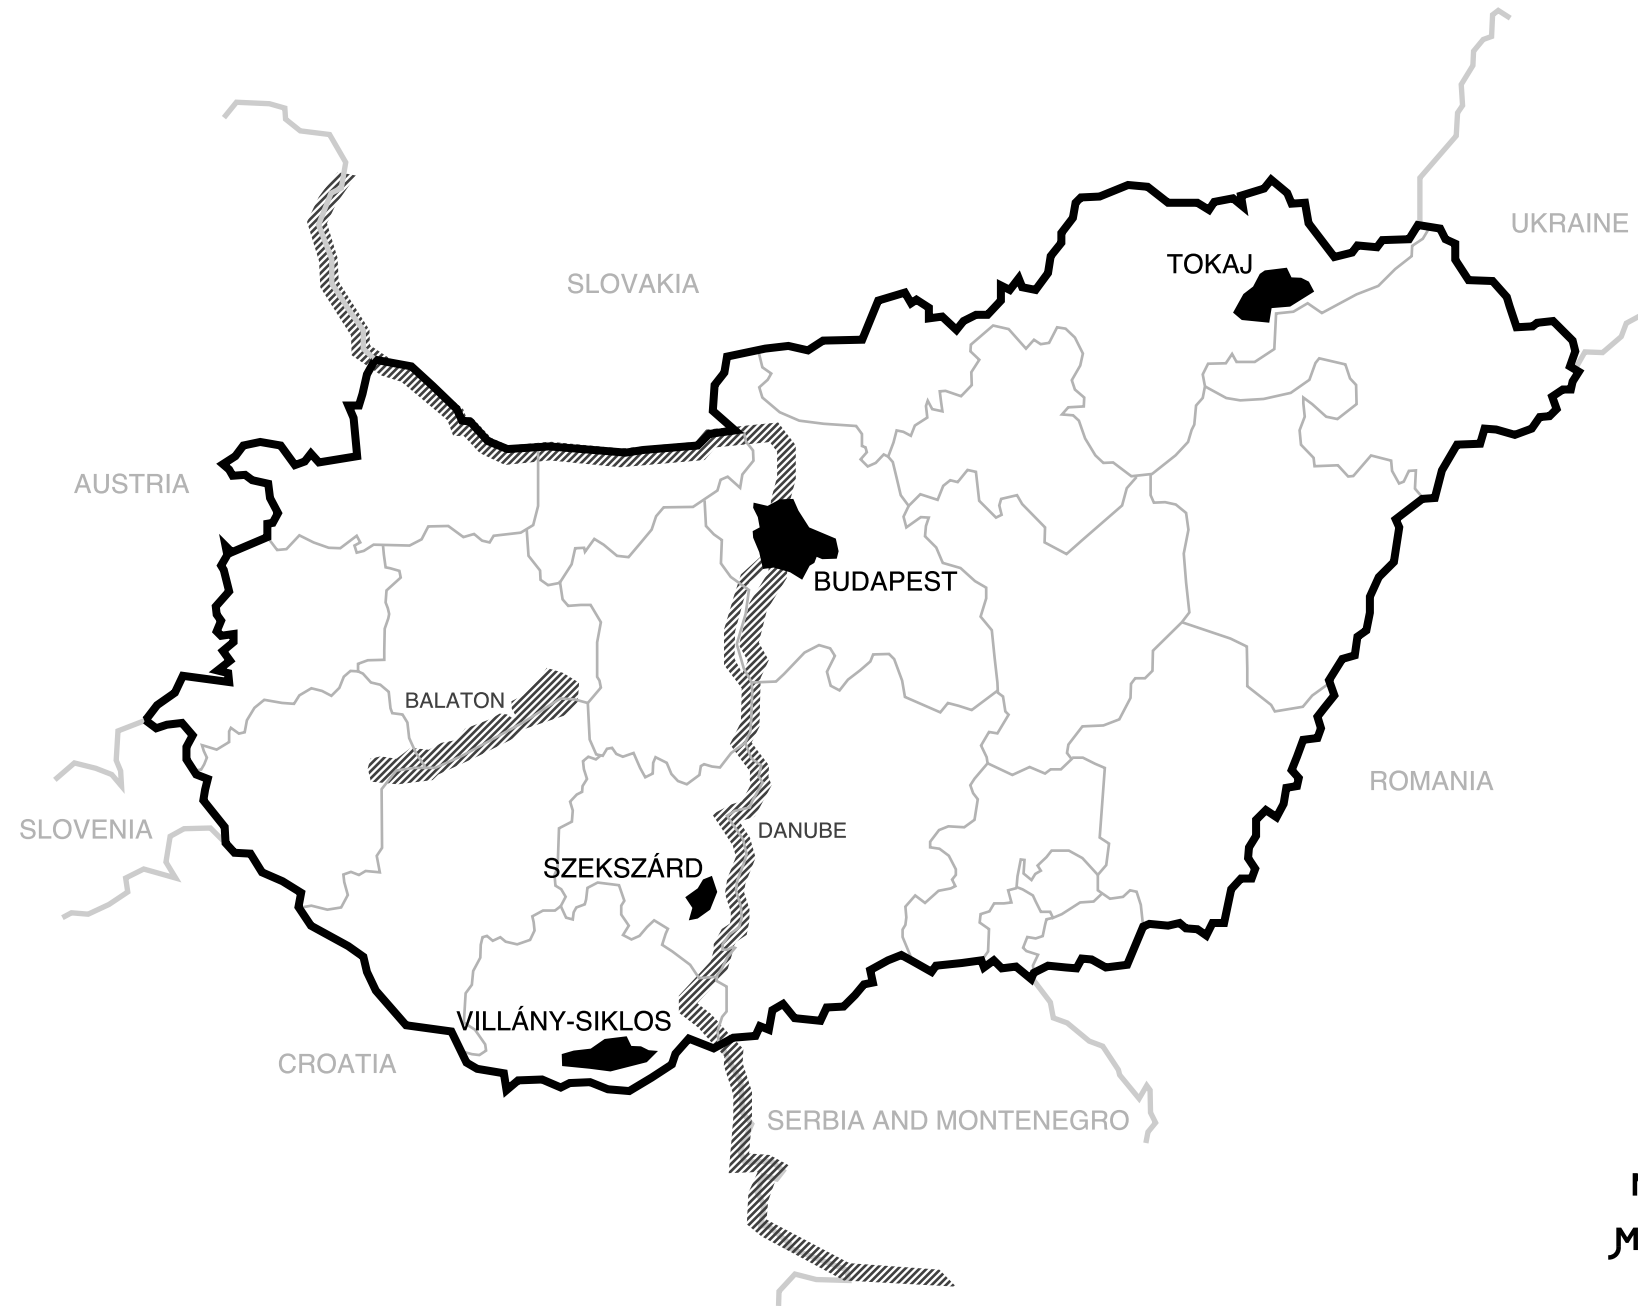 UKRAINE
TOKAJ
SLOVAKIA
AUSTRIA
BUDAPEST
BALATON
ROMANIA
SLOVENIA
DANUBE
SZEKSZÁRD
VILLÁNY-SIKLOS
CROATIA
SERBIA AND MONTENEGRO
M